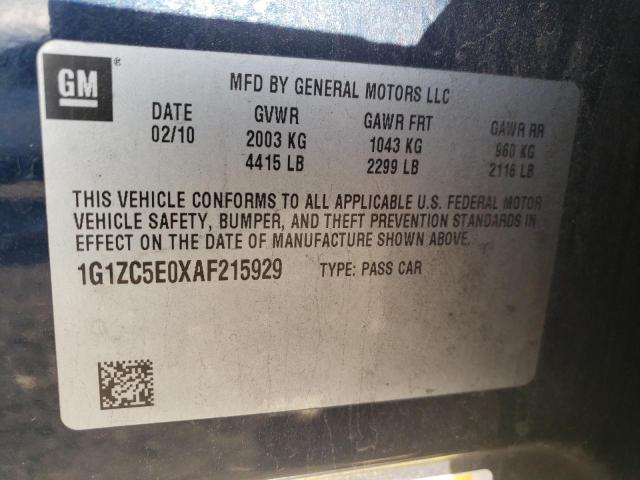 GM ®
MFD BY GENERAL MOTORS LLC
DATE GVWR GAWR FRT GAWR RR
02/10 2003 KG 1043 KG 960 KG
4415 LB 2299 LB 2116 LB
THIS VEHICLE CONFORMS TO ALL APPLICABLE U.S. FEDERAL MOTOR
VEHICLE SAFETY, BUMPER, AND THEFT PREVENTION STANDARDS IN
EFFECT ON THE DATE OF MANUFACTURE SHOWN ABOVE.
1G1ZC5E0XAF215929 TYPE: PASS CAR